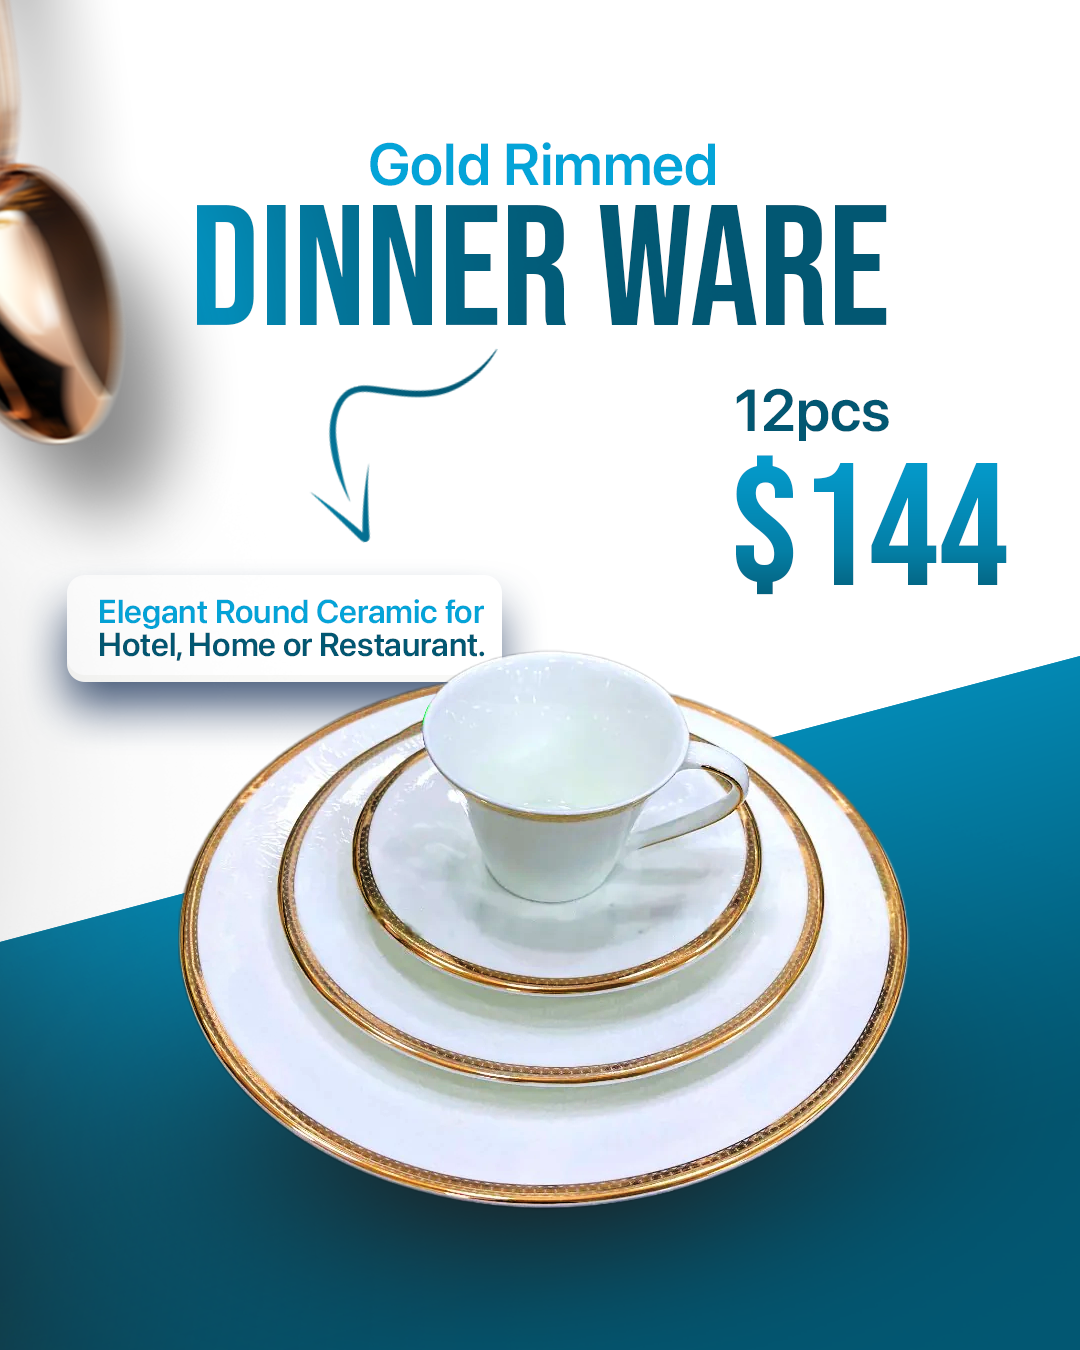 Gold Rimmed
DINNER WARE
12pcs
$144
Elegant Round Ceramic for
Hotel, Home or Restaurant.